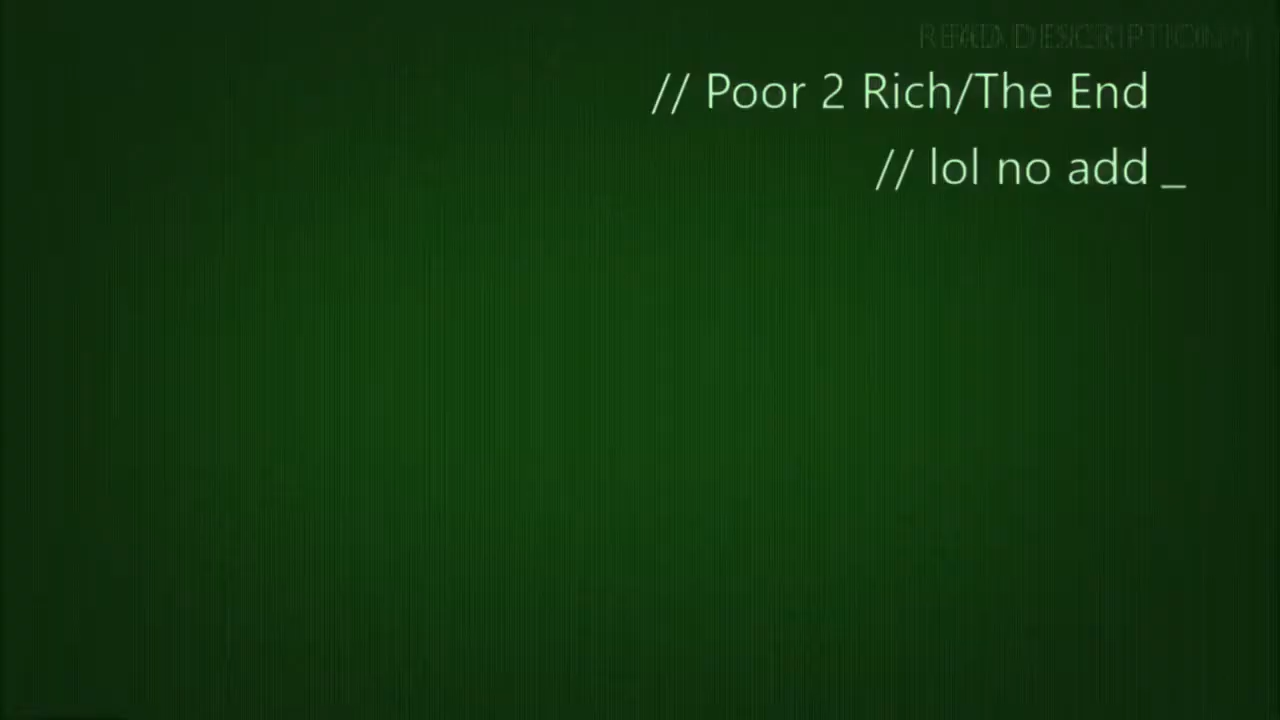 READ DESCRIPTION
// Poor 2 Rich/The End
// lol no add _